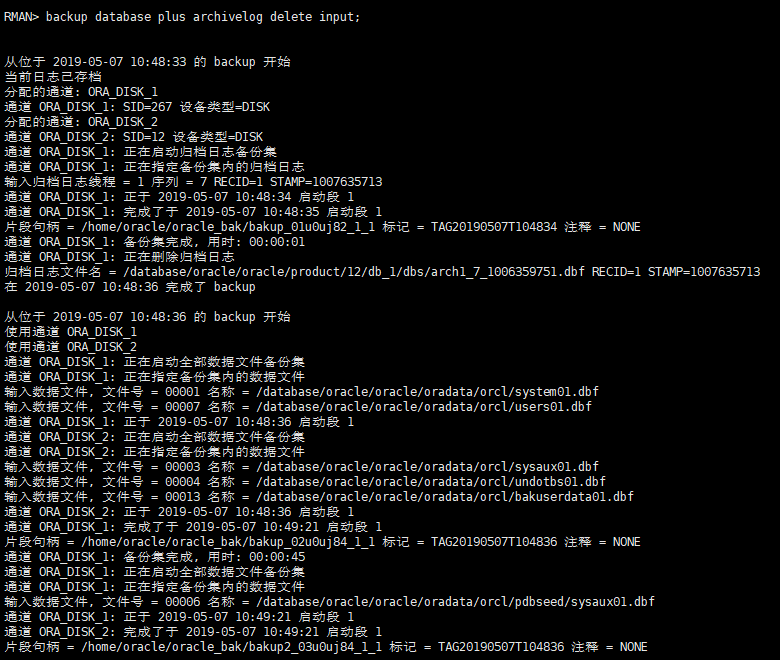 RMAN> backup database plus archivelog delete input;
从位于 2019-05-07 10:48:33 的 backup 开始
当前日志已存档
分配的通道: ORA_DISK_1
通道 ORA_DISK_1: SID=267 设备类型=DISK
分配的通道: ORA_DISK_2
通道 ORA_DISK_2: SID=12 设备类型=DISK
通道 ORA_DISK_1: 正在启动归档日志备份集
通道 ORA_DISK_1: 正在指定备份集内的归档日志
输入归档日志线程 = 1 序列 = 7 RECID=1 STAMP=1007635713
通道 ORA_DISK_1: 正于 2019-05-07 10:48:34 启动段 1
通道 ORA_DISK_1: 完成了于 2019-05-07 10:48:35 启动段 1
片段句柄 = /home/oracle/oracle_bak/bakup_01u0uj82_1_1 标记 = TAG20190507T104834 注释 = NONE
通道 ORA_DISK_1: 备份集完成, 用时: 00:00:01
通道 ORA_DISK_1: 正在删除归档日志
归档日志文件名 = /database/oracle/oracle/product/12/db_1/dbs/arch1_7_1006359751.dbf RECID=1 STAMP=1007635713
在 2019-05-07 10:48:36 完成了 backup
从位于 2019-05-07 10:48:36 的 backup 开始
使用通道 ORA_DISK_1
使用通道 ORA_DISK_2
通道 ORA_DISK_1: 正在启动全部数据文件备份集
通道 ORA_DISK_1: 正在指定备份集内的数据文件
输入数据文件, 文件号 = 00001 名称 = /database/oracle/oracle/oradata/orcl/system01.dbf
输入数据文件, 文件号 = 00007 名称 = /database/oracle/oracle/oradata/orcl/users01.dbf
通道 ORA_DISK_1: 正于 2019-05-07 10:48:36 启动段 1
通道 ORA_DISK_2: 正在启动全部数据文件备份集
通道 ORA_DISK_2: 正在指定备份集内的数据文件
输入数据文件, 文件号 = 00003 名称 = /database/oracle/oracle/oradata/orcl/sysaux01.dbf
输入数据文件, 文件号 = 00004 名称 = /database/oracle/oracle/oradata/orcl/undotbs01.dbf
输入数据文件, 文件号 = 00013 名称 = /database/oracle/oracle/oradata/orcl/bakuserdata01.dbf
通道 ORA_DISK_2: 正于 2019-05-07 10:48:36 启动段 1
通道 ORA_DISK_1: 完成了于 2019-05-07 10:49:21 启动段 1
片段句柄 = /home/oracle/oracle_bak/bakup_02u0uj84_1_1 标记 = TAG20190507T104836 注释 = NONE
通道 ORA_DISK_1: 备份集完成, 用时: 00:00:45
通道 ORA_DISK_1: 正在启动全部数据文件备份集
通道 ORA_DISK_1: 正在指定备份集内的数据文件
输入数据文件, 文件号 = 00006 名称 = /database/oracle/oracle/oradata/orcl/pdbseed/sysaux01.dbf
通道 ORA_DISK_1: 正于 2019-05-07 10:49:21 启动段 1
通道 ORA_DISK_2: 完成了于 2019-05-07 10:49:21 启动段 1
片段句柄 = /home/oracle/oracle_bak/bakup2_03u0uj84_1_1 标记 = TAG20190507T104836 注释 = NONE